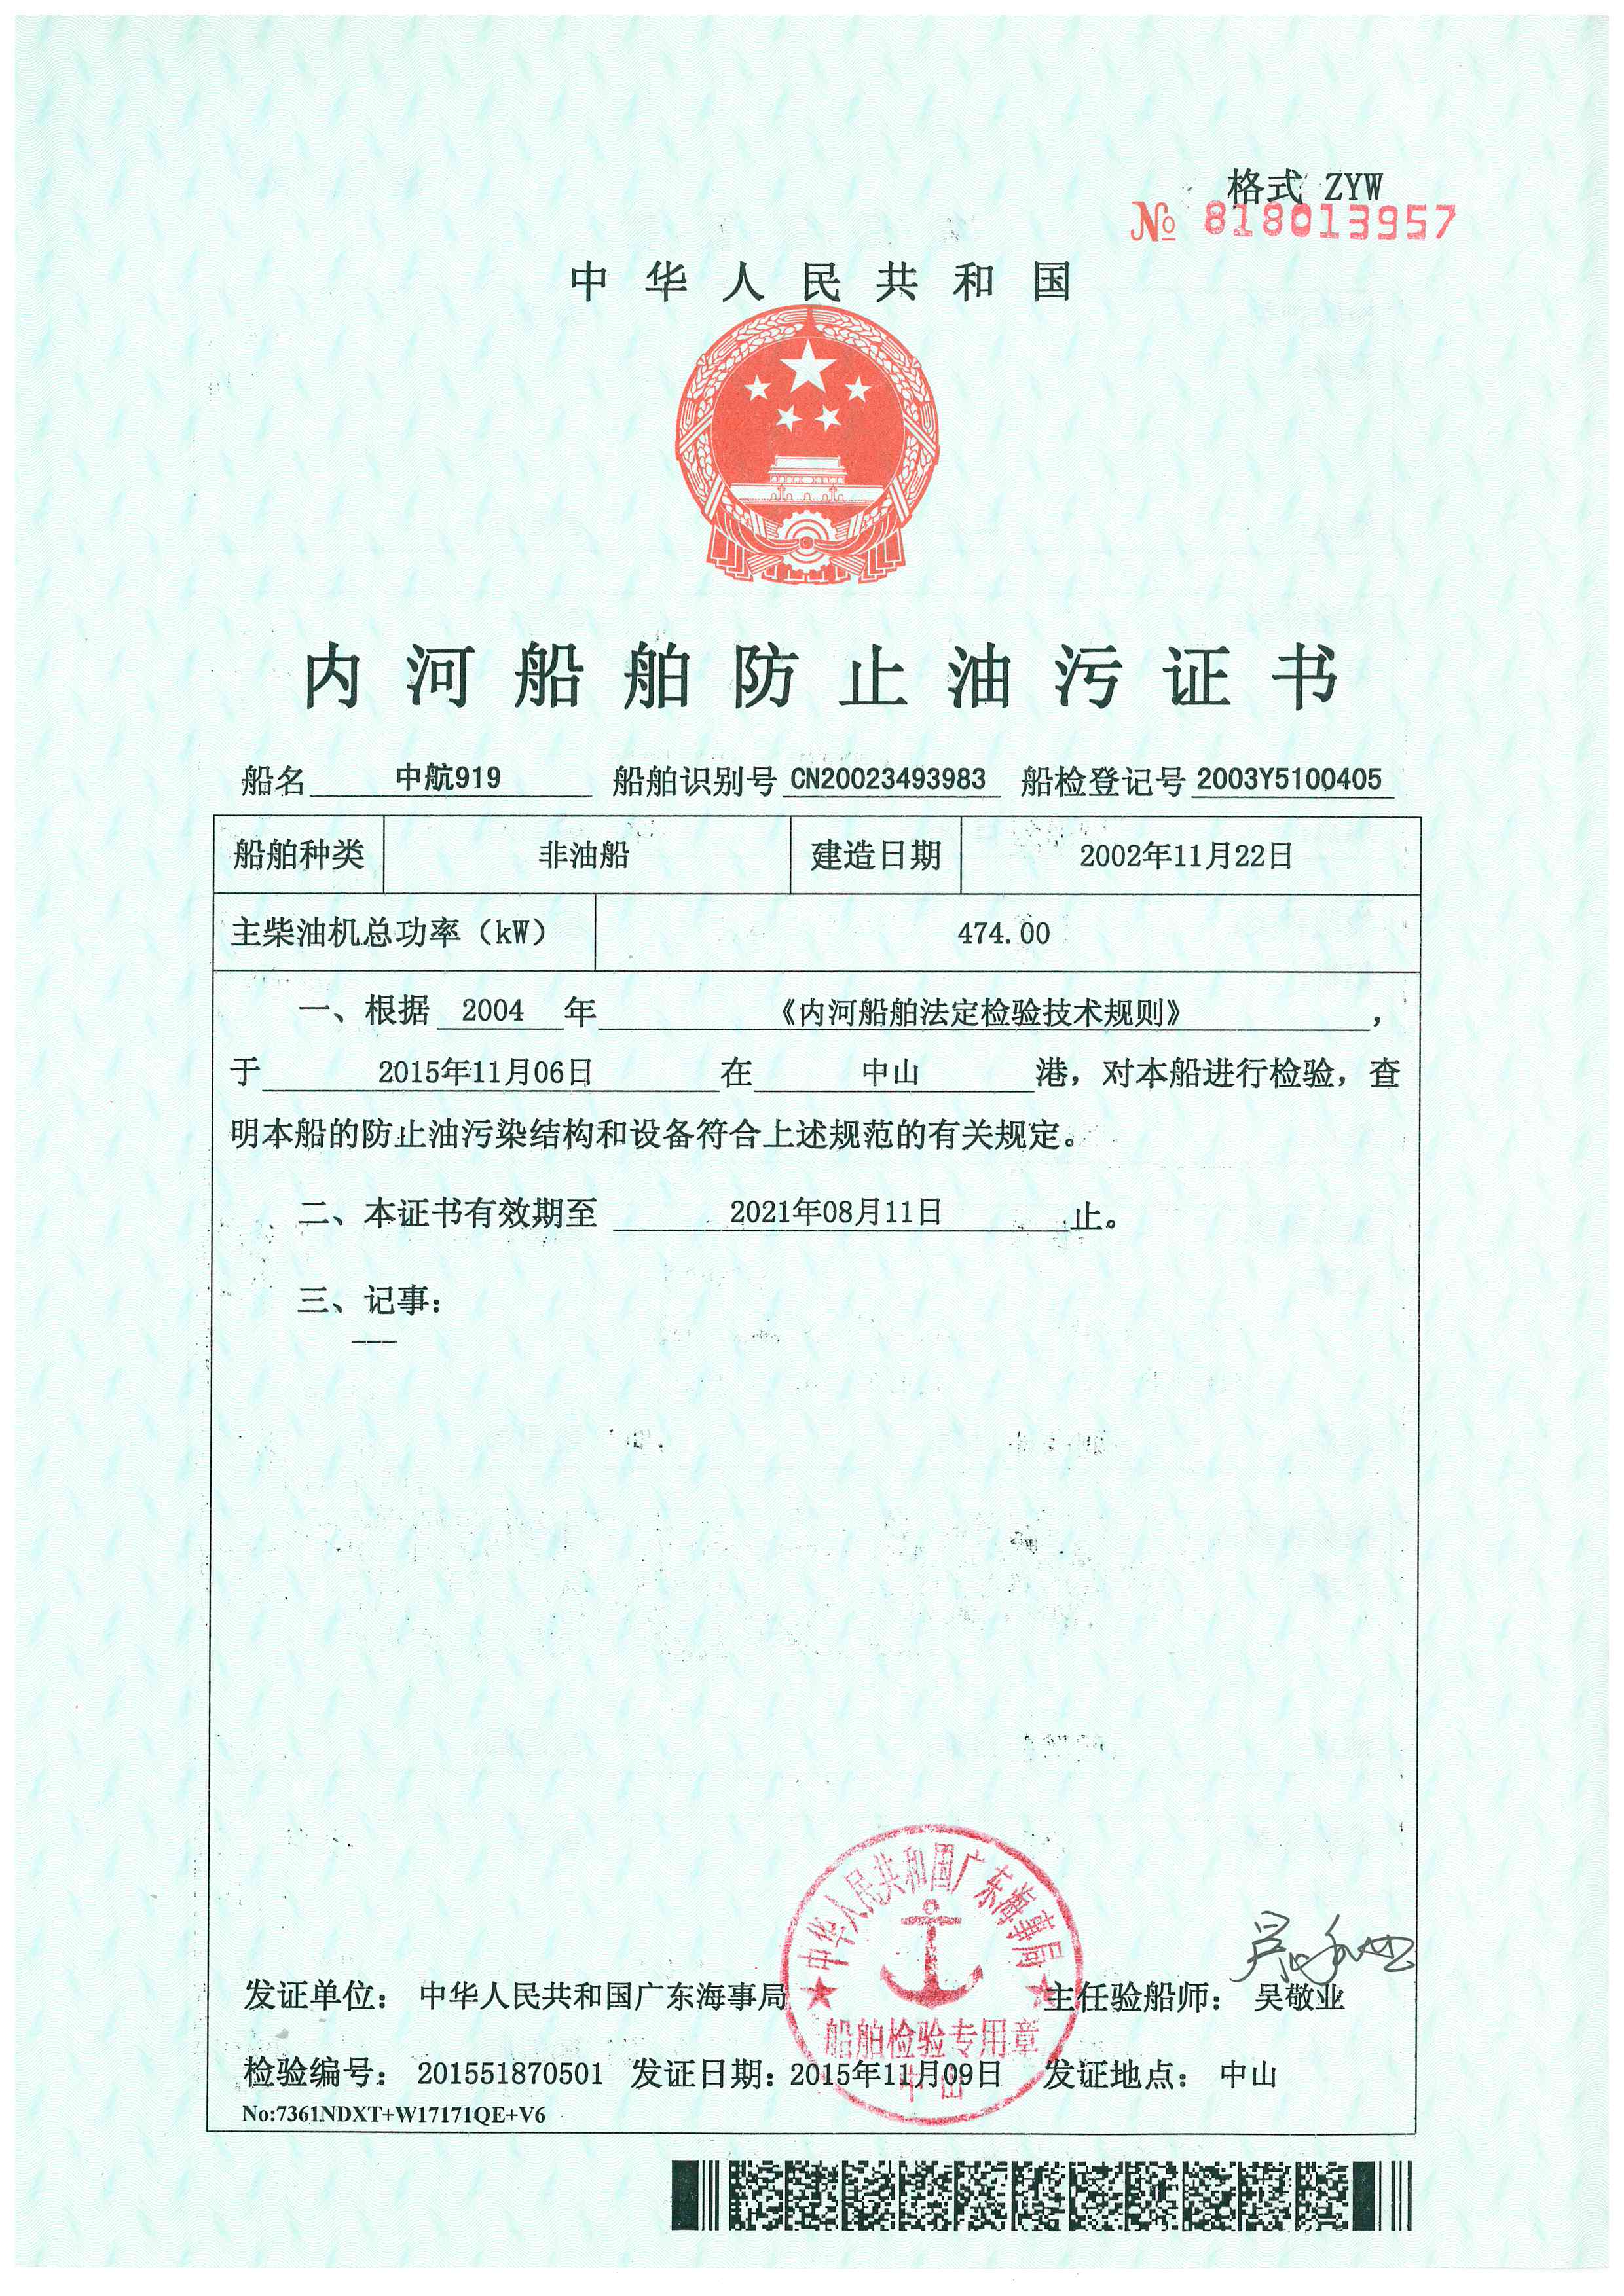 格式 ZYW
№ 818013957
中华人民共和国
内河船舶防止油污证书
船名 中航919 船舶识别号 CN20023493983 船检登记号 2003Y5100405
船舶种类 非油船 建造日期 2002年11月22日
主柴油机总功率（kW） 474.00
一、根据 2004 年 《内河船舶法定检验技术规则》 ，
于 2015年11月06日 在 中山 港，对本船进行检验，查
明本船的防止油污染结构和设备符合上述规范的有关规定。
二、本证书有效期至 2021年08月11日 止。
三、记事：
---
中华人民共和国广东海事局
船舶检验专用章
中山
吴敬业
发证单位： 中华人民共和国广东海事局 主任验船师： 吴敬业
检验编号： 201551870501 发证日期： 2015年11月09日 发证地点： 中山
No:7361NDXT+W17171QE+V6